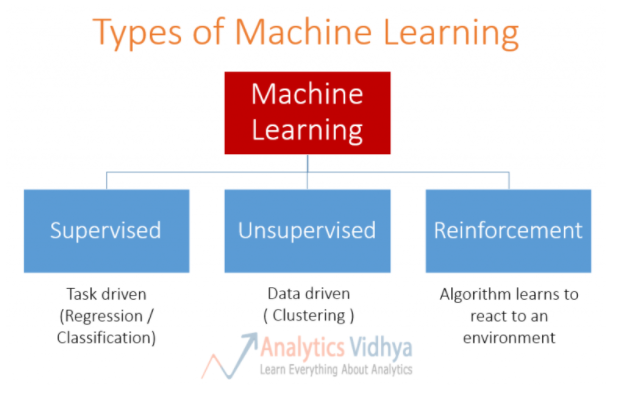 Types of Machine Learning
Machine
Learning
Supervised
Unsupervised
Reinforcement
Task driven
(Regression /
Classification)
Data driven
( Clustering )
Algorithm learns to
react to an
environment
Analytics Vidhya
Learn Everything About Analytics